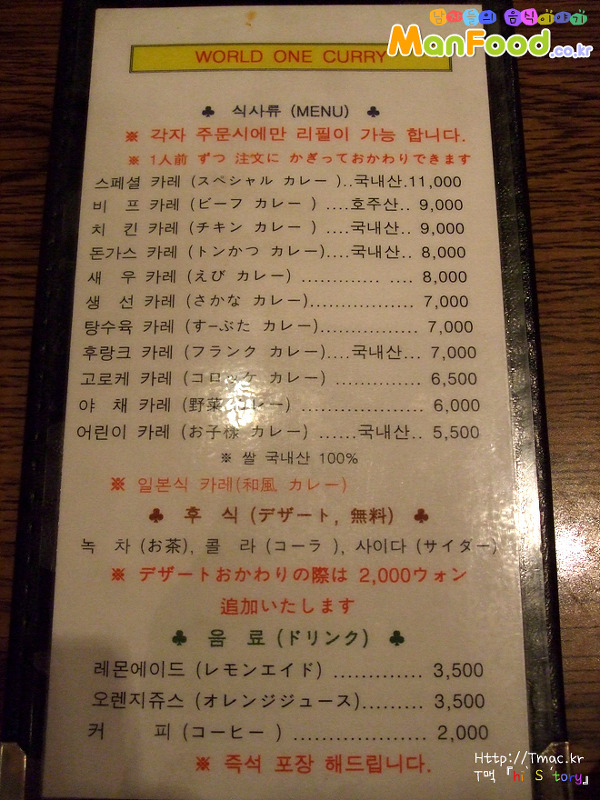 남자들의 음식이야기
ManFood.co.kr
WORLD ONE CURRY
♣ 식사류 (MENU) ♣
※ 각자 주문시에만 리필이 가능 합니다.
※ 1人前 ずつ 注文に かぎっておかわりできます
스페셜 카레 (スペシャル カレー )..국내산.11,000
비 프 카레 (ビーフ カレー ) ....호주산.. 9,000
치 킨 카레 (チキン カレー )....국내산... 9,000
돈가스 카레 (トンかつ カレー)....국내산... 8,000
새 우 카레 (えび カレー) ............ .... 8,000
생 선 카레 (さかな カレー)............... 7,000
탕수육 카레 (す-ぶた カレー)............... 7,000
후랑크 카레 (フランク カレー)....국내산... 7,000
고로케 카레 (コロッケ カレー) ............. 6,500
야 채 카레 (野菜 カレー) .................. 6,000
어린이 카레 (お子様 カレー) ......국내산.. 5,500
※ 쌀 국내산 100%
※ 일본식 카레(和風 カレー)
♣ 후 식 (デザート, 無料) ♣
녹 차 (お茶), 콜 라 (コーラ ), 사이다 (サイダー)
※ デザートおかわりの際は 2,000ウォン
追加いたします
♣ 음 료 (ドリンク) ♣
레몬에이드 (レモンエイド) ............. 3,500
오렌지쥬스 (オレンジジュース)......... 3,500
커 피 (コーヒー ) .................. 2,000
※ 즉석 포장 해드립니다.
Http://Tmac.kr
T맥『hi`S`tory』